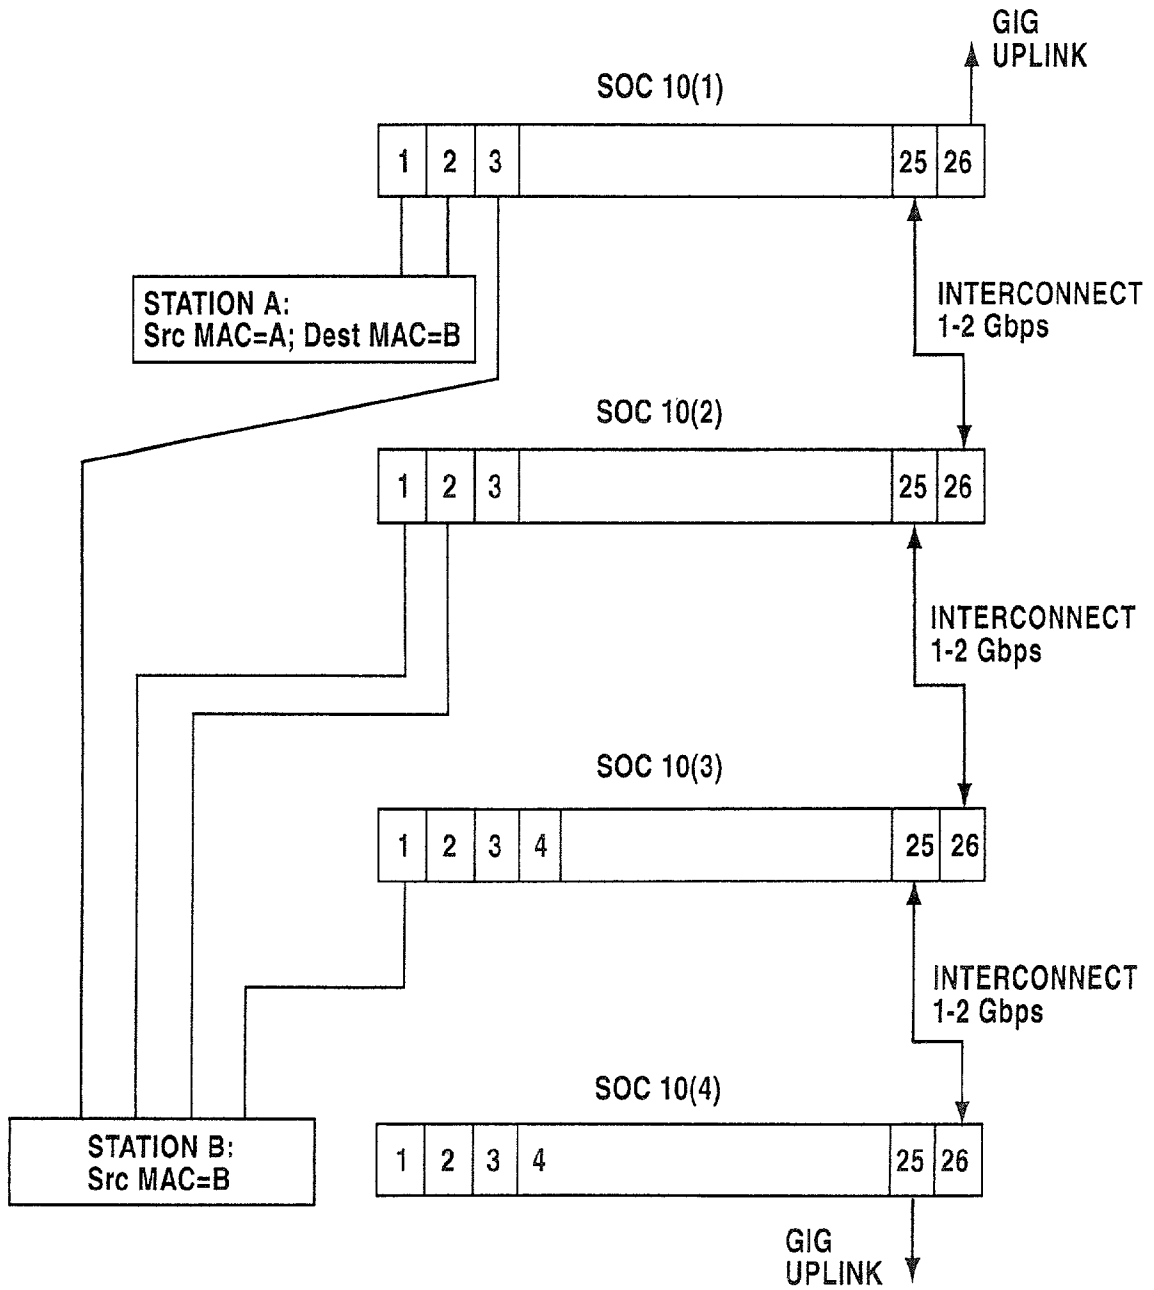 GIG
UPLINK
SOC 10(1)
1 2 3 25 26
STATION A:
Src MAC=A; Dest MAC=B
INTERCONNECT
1-2 Gbps
SOC 10(2)
1 2 3 25 26
INTERCONNECT
1-2 Gbps
SOC 10(3)
1 2 3 4 25 26
INTERCONNECT
1-2 Gbps
SOC 10(4)
STATION B:
Src MAC=B
1 2 3 4 25 26
GIG
UPLINK